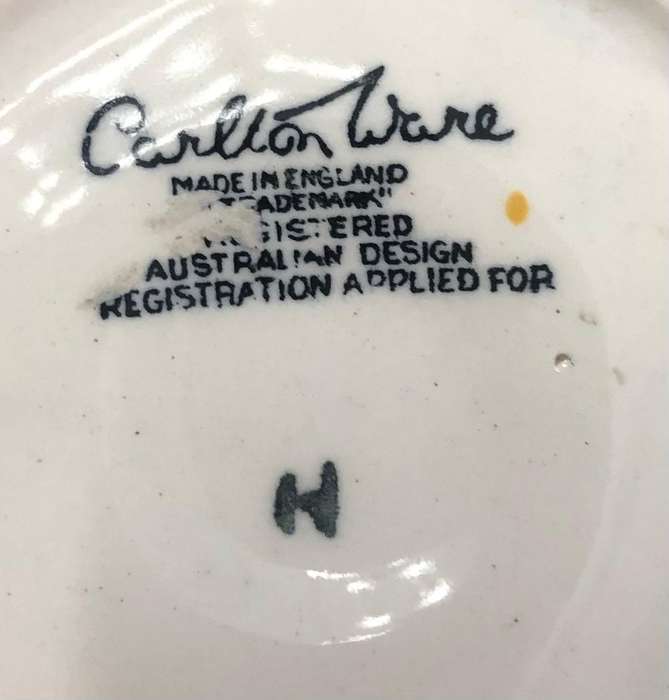 Carlton Ware
MADE IN ENGLAND
"TRADEMARK"
REGISTERED
AUSTRALIAN DESIGN
REGISTRATION APPLIED FOR
H